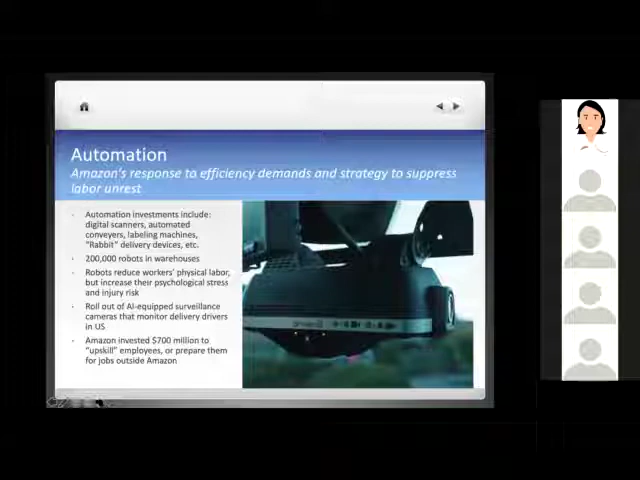 Automation
Amazon's response to efficiency demands and strategy to suppress
labor unrest
Automation investments include:
digital scanners, automated
conveyers, labeling machines,
"Rabbit" delivery devices, etc.
200,000 robots in warehouses
Robots reduce workers' physical labor,
but increase their psychological stress
and injury risk
Roll out of AI-equipped surveillance
cameras that monitor delivery drivers
in US
Amazon invested $700 million to
"upskill" employees, or prepare them
for jobs outside Amazon